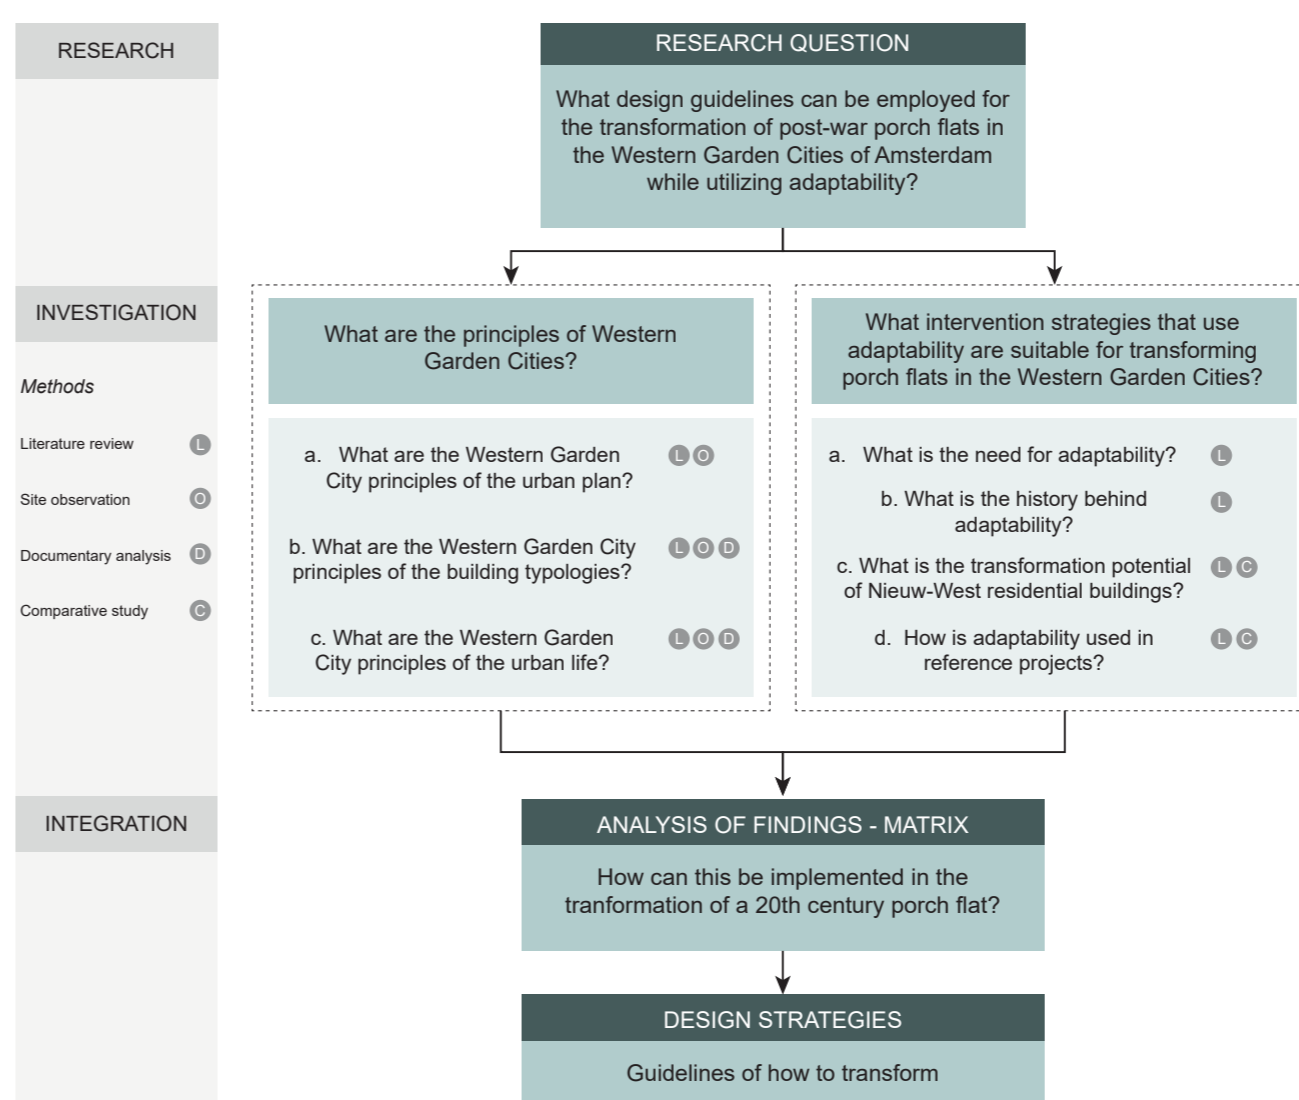 RESEARCH
RESEARCH QUESTION
What design guidelines can be employed for
the transformation of post-war porch flats in
the Western Garden Cities of Amsterdam
while utilizing adaptability?
INVESTIGATION
Methods
Literature review L
Site observation O
Documentary analysis D
Comparative study C
What are the principles of Western
Garden Cities?
a. What are the Western Garden L O
City principles of the urban plan?
b. What are the Western Garden City L O D
principles of the building typologies?
c. What are the Western Garden L O D
City principles of the urban life?
What intervention strategies that use
adaptability are suitable for transforming
porch flats in the Western Garden Cities?
a. What is the need for adaptability? L
b. What is the history behind L
adaptability?
c. What is the transformation potential L C
of Nieuw-West residential buildings?
d. How is adaptability used in L C
reference projects?
INTEGRATION
ANALYSIS OF FINDINGS - MATRIX
How can this be implemented in the
tranformation of a 20th century porch flat?
DESIGN STRATEGIES
Guidelines of how to transform